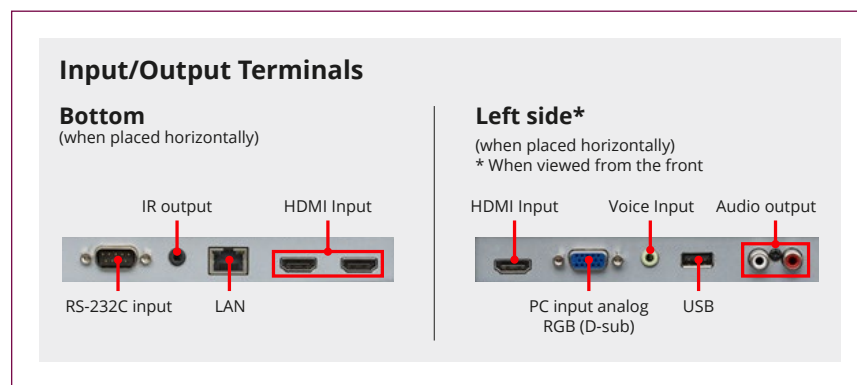 Input/Output Terminals
Bottom
(when placed horizontally)
IR output
HDMI Input
RS-232C input
LAN
Left side*
(when placed horizontally)
* When viewed from the front
HDMI Input
Voice Input
Audio output
PC input analog
RGB (D-sub)
USB